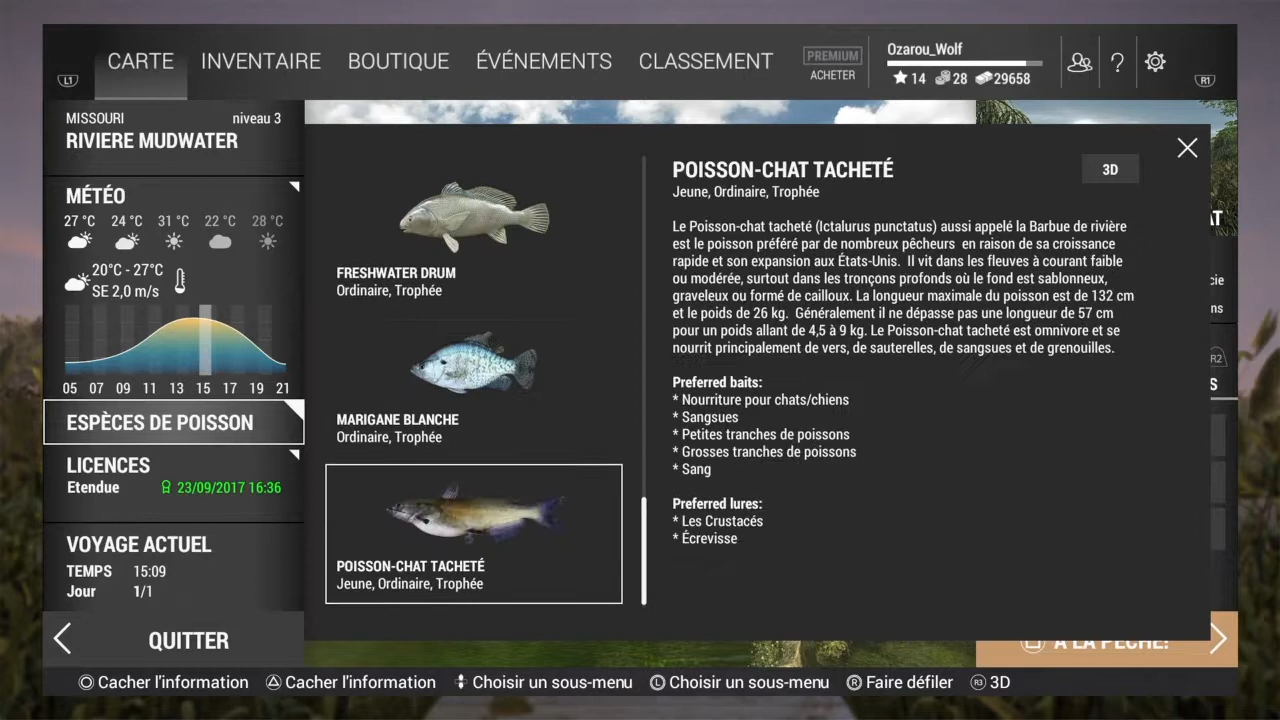 L1
CARTE
INVENTAIRE
BOUTIQUE
ÉVÉNEMENTS
CLASSEMENT
PREMIUM
ACHETER
Ozarou_Wolf
14 28 29658
?
R1
MISSOURI niveau 3
RIVIERE MUDWATER
MÉTÉO
27 °C 24 °C 31 °C 22 °C 28 °C
20°C - 27°C
SE 2,0 m/s
05 07 09 11 13 15 17 19 21
ESPÈCES DE POISSON
LICENCES
Etendue 23/09/2017 16:36
VOYAGE ACTUEL
TEMPS 15:09
Jour 1/1
QUITTER
FRESHWATER DRUM
Ordinaire, Trophée
MARIGANE BLANCHE
Ordinaire, Trophée
POISSON-CHAT TACHETÉ
Jeune, Ordinaire, Trophée
POISSON-CHAT TACHETÉ
3D
Jeune, Ordinaire, Trophée
Le Poisson-chat tacheté (Ictalurus punctatus) aussi appelé la Barbue de rivière
est le poisson préféré par de nombreux pêcheurs en raison de sa croissance
rapide et son expansion aux États-Unis. Il vit dans les fleuves à courant faible
ou modérée, surtout dans les tronçons profonds où le fond est sablonneux,
graveleux ou formé de cailloux. La longueur maximale du poisson est de 132 cm
et le poids de 26 kg. Généralement il ne dépasse pas une longueur de 57 cm
pour un poids allant de 4,5 à 9 kg. Le Poisson-chat tacheté est omnivore et se
nourrit principalement de vers, de sauterelles, de sangsues et de grenouilles.
Preferred baits:
* Nourriture pour chats/chiens
* Sangsues
* Petites tranches de poissons
* Grosses tranches de poissons
* Sang
Preferred lures:
* Les Crustacés
* Écrevisse
AT
cie
ns
R2
S
À LA PÊCHE!
Cacher l'information
Cacher l'information
Choisir un sous-menu
L Choisir un sous-menu
R Faire défiler
R3 3D